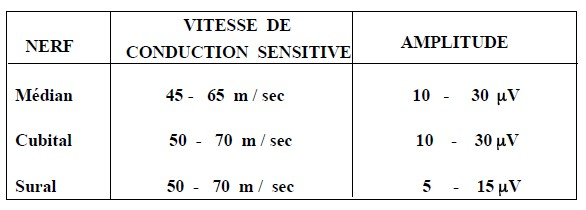 NERF VITESSE DE CONDUCTION SENSITIVE AMPLITUDE
Médian 45 - 65 m / sec 10 - 30 µV
Cubital 50 - 70 m / sec 10 - 30 µV
Sural 50 - 70 m / sec 5 - 15 µV